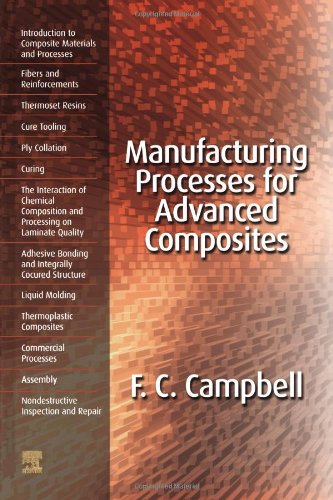 Introduction to
Composite Materials
and Processes
Fibers and
Reinforcements
Thermoset Resins
Cure Tooling
Ply Collation
Curing
The Interaction of
Chemical
Composition and
Processing on
Laminate Quality
Adhesive Bonding
and Integrally
Cocured Structure
Liquid Molding
Thermoplastic
Composites
Commercial
Processes
Assembly
Nondestructive
Inspection and Repair
Manufacturing
Processes for
Advanced
Composites
F. C. Campbell